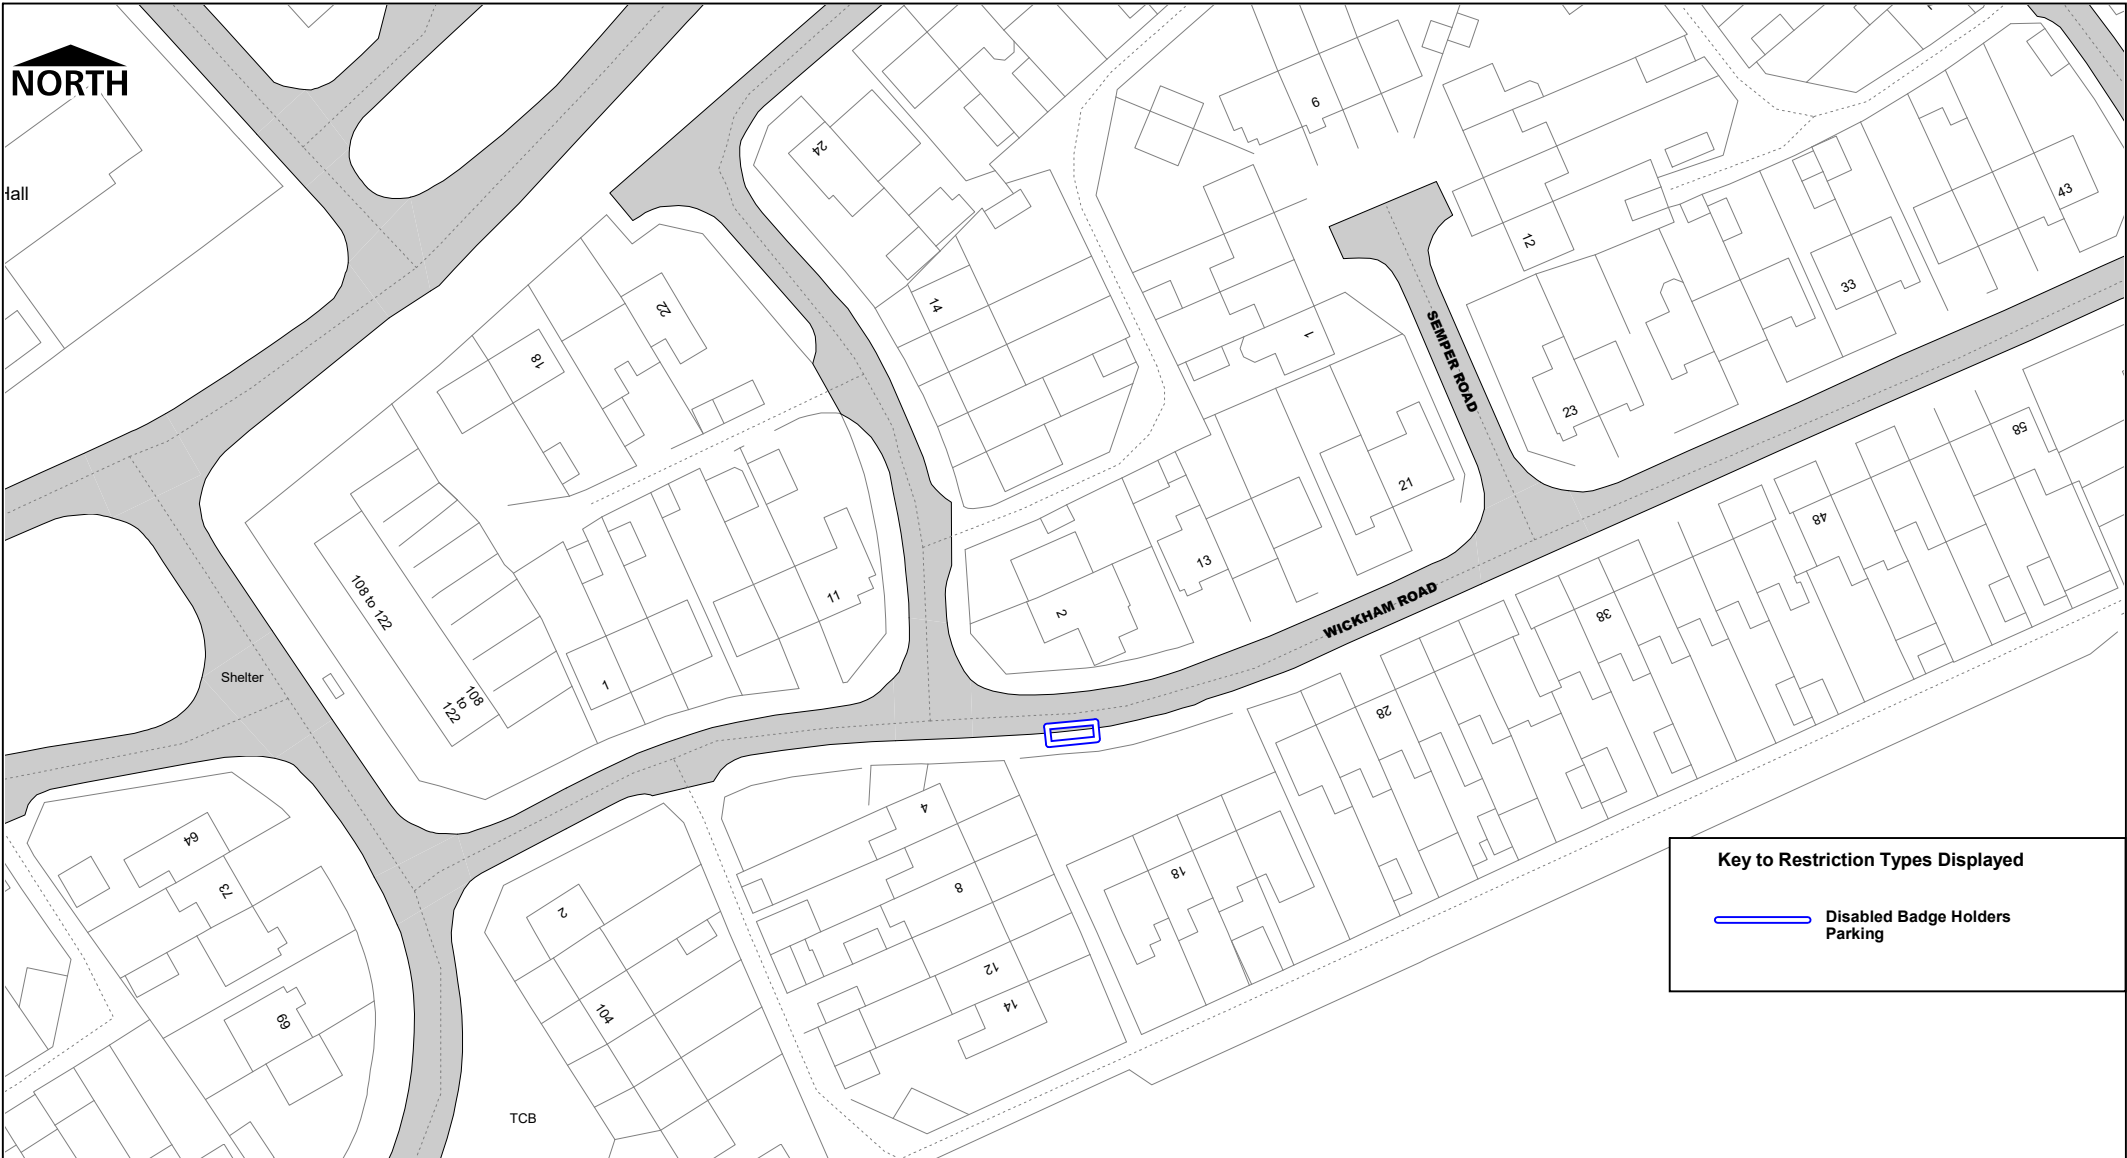 NORTH
Hall
24
6
14
22
18
1
12
43
33
23
SEMPER ROAD
58
21
48
13
108 to 122
11
2
38
WICKHAM ROAD
Shelter
1
108
to
122
28
4
64
73
8
18
2
12
14
104
69
TCB
Key to Restriction Types Displayed
Disabled Badge Holders
Parking